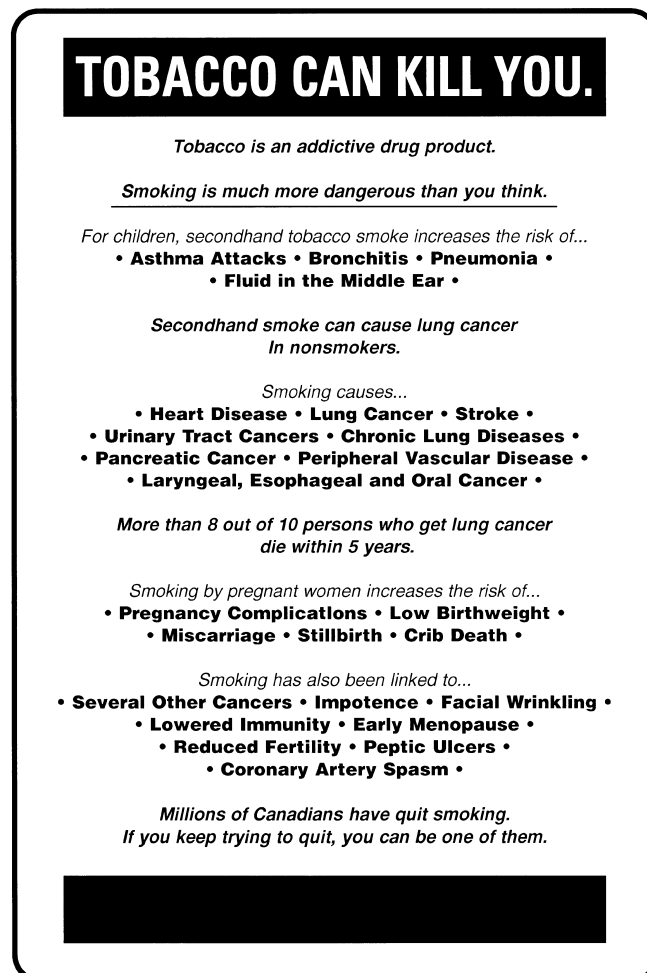 TOBACCO CAN KILL YOU.
Tobacco is an addictive drug product.
Smoking is much more dangerous than you think.
For children, secondhand tobacco smoke increases the risk of...
• Asthma Attacks • Bronchitis • Pneumonia •
• Fluid in the Middle Ear •
Secondhand smoke can cause lung cancer
In nonsmokers.
Smoking causes...
• Heart Disease • Lung Cancer • Stroke •
• Urinary Tract Cancers • Chronic Lung Diseases •
• Pancreatic Cancer • Peripheral Vascular Disease •
• Laryngeal, Esophageal and Oral Cancer •
More than 8 out of 10 persons who get lung cancer
die within 5 years.
Smoking by pregnant women increases the risk of...
• Pregnancy ComplicatIons • Low Birthweight •
• Miscarriage • Stillbirth • Crib Death •
Smoking has also been linked to...
• Several Other Cancers • Impotence • Facial Wrinkling •
• Lowered Immunity • Early Menopause •
• Reduced Fertility • Peptic Ulcers •
• Coronary Artery Spasm •
Millions of Canadians have quit smoking.
If you keep trying to quit, you can be one of them.